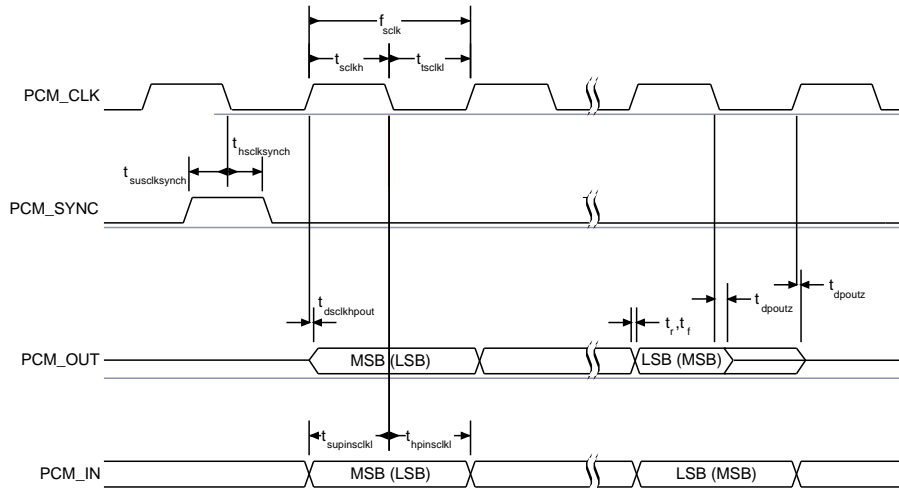 f sclk
t sclkh
t tsclkl
PCM_CLK
t hsclksynch
t susclksynch
PCM_SYNC
t dsclkhpout
t dpoutz
t dpoutz
t r ,t f
PCM_OUT
MSB (LSB)
LSB (MSB)
t supinsclkl
t hpinsclkl
PCM_IN
MSB (LSB)
LSB (MSB)